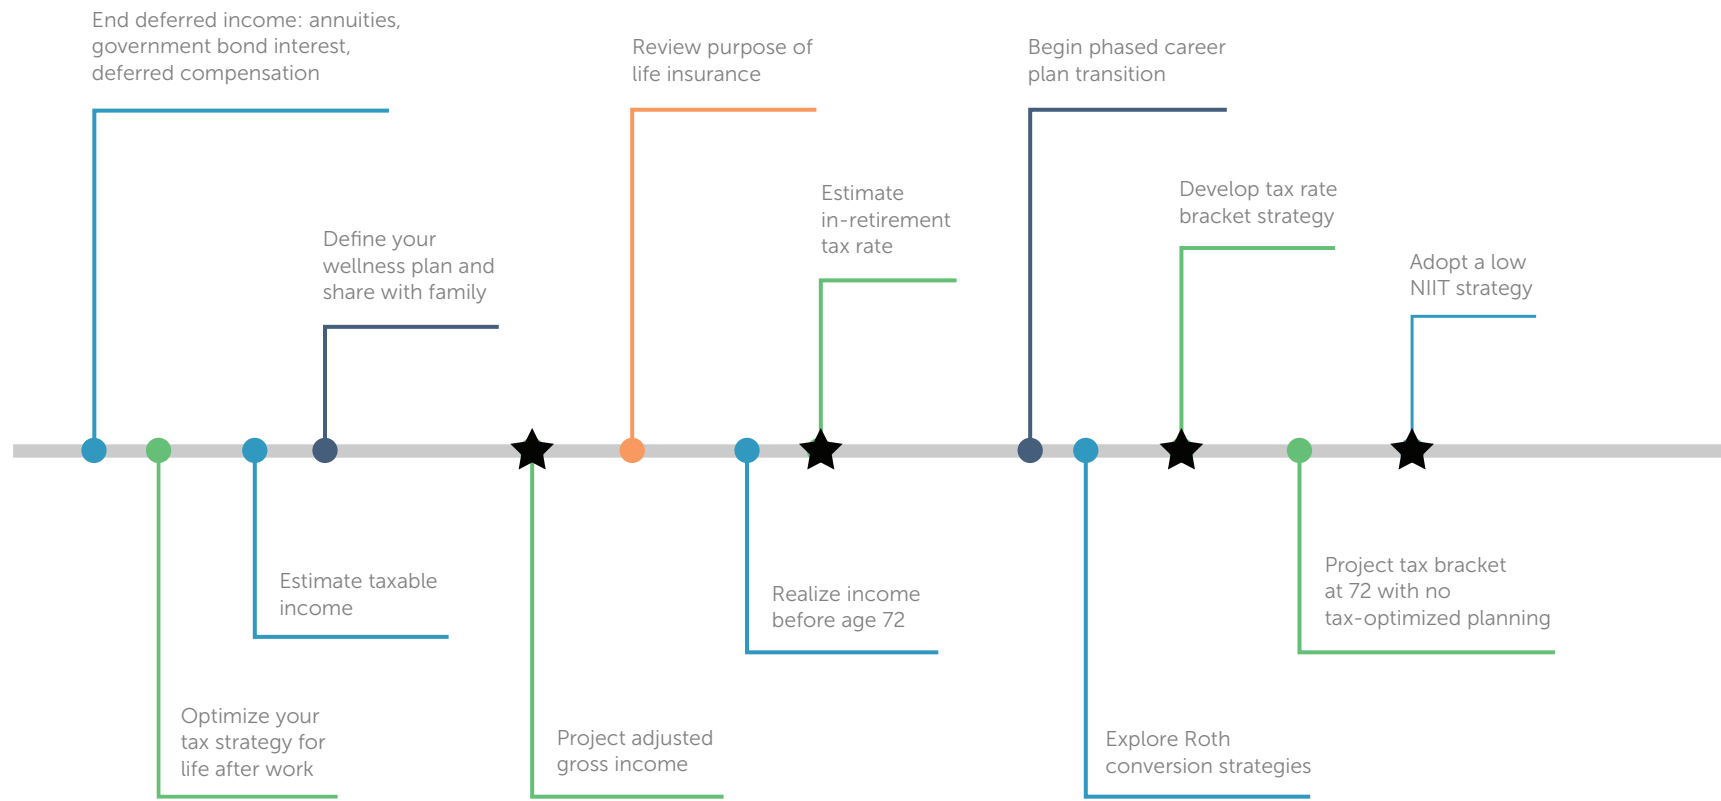 End deferred income: annuities,
government bond interest,
deferred compensation
Review purpose of
life insurance
Begin phased career
plan transition
Define your
wellness plan and
share with family
Estimate
in-retirement
tax rate
Develop tax rate
bracket strategy
Adopt a low
NIIT strategy
Optimize your
tax strategy for
life after work
Estimate taxable
income
Project adjusted
gross income
Realize income
before age 72
Explore Roth
conversion strategies
Project tax bracket
at 72 with no
tax-optimized planning